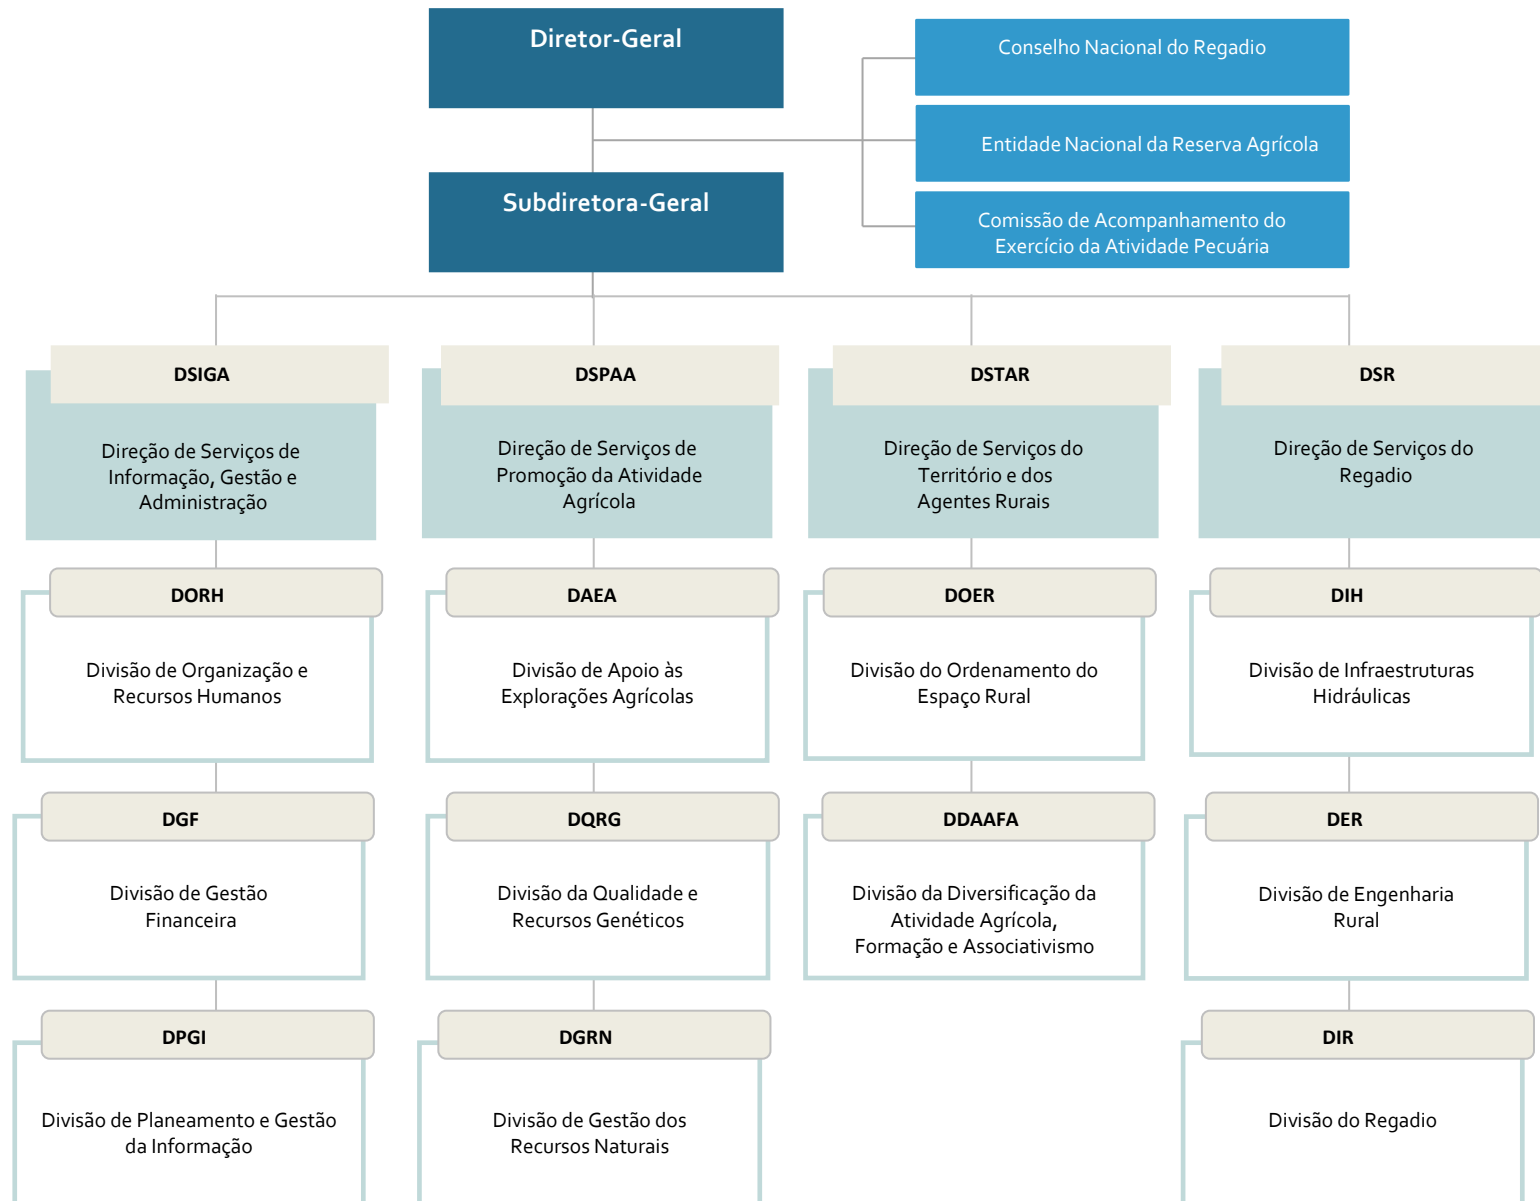 Diretor-Geral
Conselho Nacional do Regadio
Entidade Nacional da Reserva Agrícola
Subdiretora-Geral
Comissão de Acompanhamento do
Exercício da Atividade Pecuária
DSIGA
Direção de Serviços de
Informação, Gestão e
Administração
DSPAA
Direção de Serviços de
Promoção da Atividade
Agrícola
DSTAR
Direção de Serviços do
Território e dos
Agentes Rurais
DSR
Direção de Serviços do
Regadio
DORH
Divisão de Organização e
Recursos Humanos
DAEA
Divisão de Apoio às
Explorações Agrícolas
DOER
Divisão do Ordenamento do
Espaço Rural
DIH
Divisão de Infraestruturas
Hidráulicas
DGF
Divisão de Gestão
Financeira
DQRG
Divisão da Qualidade e
Recursos Genéticos
DDAAFA
Divisão da Diversificação da
Atividade Agrícola,
Formação e Associativismo
DER
Divisão de Engenharia
Rural
DPGI
Divisão de Planeamento e Gestão
da Informação
DGRN
Divisão de Gestão dos
Recursos Naturais
DIR
Divisão do Regadio